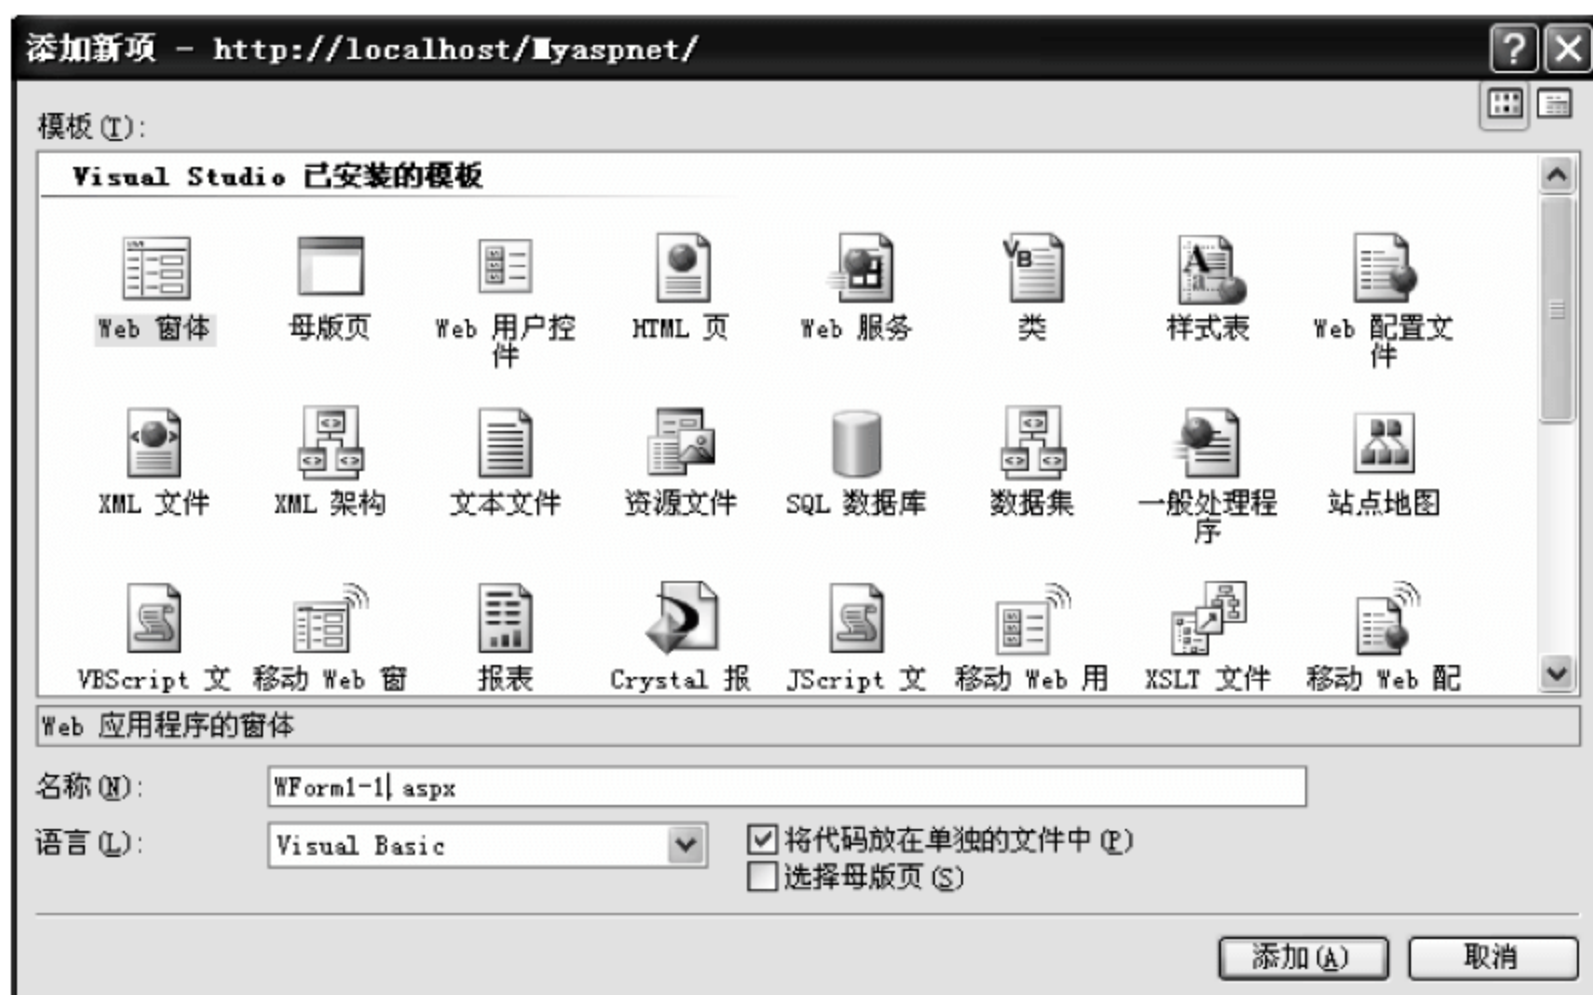 添加新项 - http://localhost/Myaspnet/
模板(T):
Visual Studio 已安装的模板
Web 窗体
母版页
Web 用户控件
HTML 页
Web 服务
类
样式表
Web 配置文件
XML 文件
XML 架构
文本文件
资源文件
SQL 数据库
数据集
一般处理程序
站点地图
VBScript 文
移动 Web 窗
报表
Crystal 报
JScript 文
移动 Web 用
XSLT 文件
移动 Web 配
Web 应用程序的窗体
名称(N):
WForm1-1.aspx
语言(L):
Visual Basic
将代码放在单独的文件中(P)
选择母版页(S)
添加(A)
取消